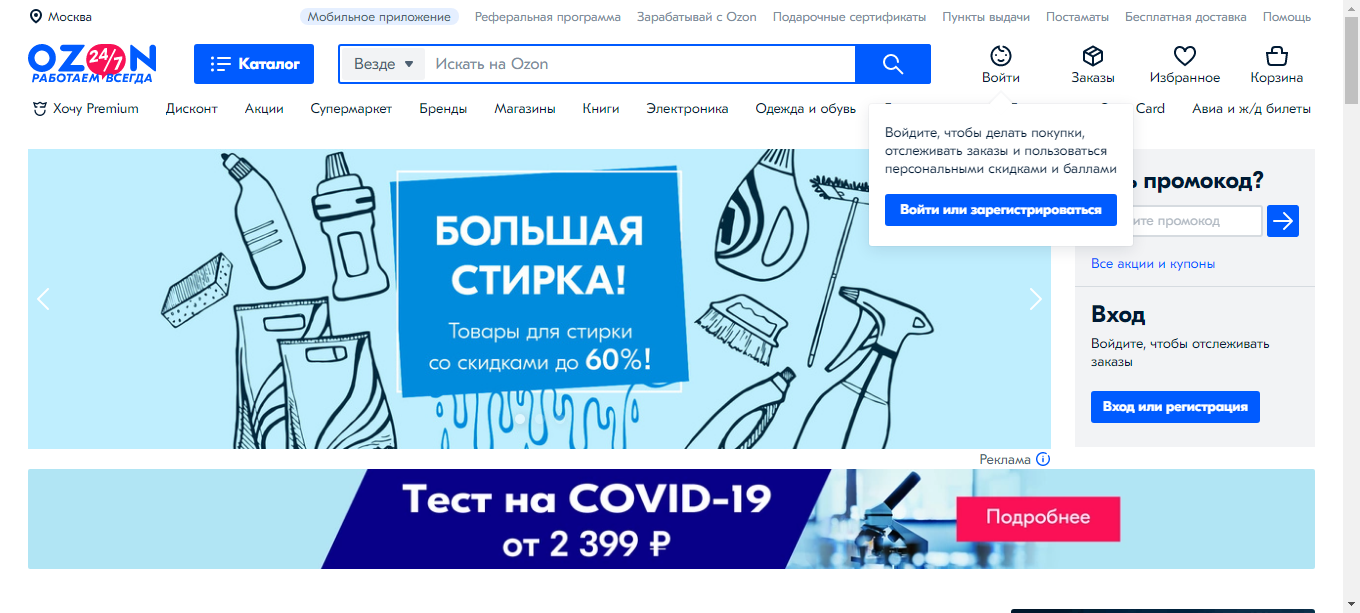 Москва
Мобильное приложение Реферальная программа Зарабатывай с Ozon Подарочные сертификаты Пункты выдачи Постаматы Бесплатная доставка Помощь
OZON 24/7
РАБОТАЕМ ВСЕГДА
Каталог
Везде Искать на Ozon
Войти Заказы Избранное Корзина
Хочу Premium Дисконт Акции Супермаркет Бренды Магазины Книги Электроника Одежда и обувь Card Авиа и ж/д билеты
Войдите, чтобы делать покупки,
отслеживать заказы и пользоваться
персональными скидками и баллами
Войти или зарегистрироваться
БОЛЬШАЯ
СТИРКА!
Товары для стирки
со скидками до 60%!
промокод?
промокод
Все акции и купоны
Вход
Войдите, чтобы отслеживать
заказы
Вход или регистрация
Реклама
Тест на COVID-19
от 2 399 ₽
Подробнее